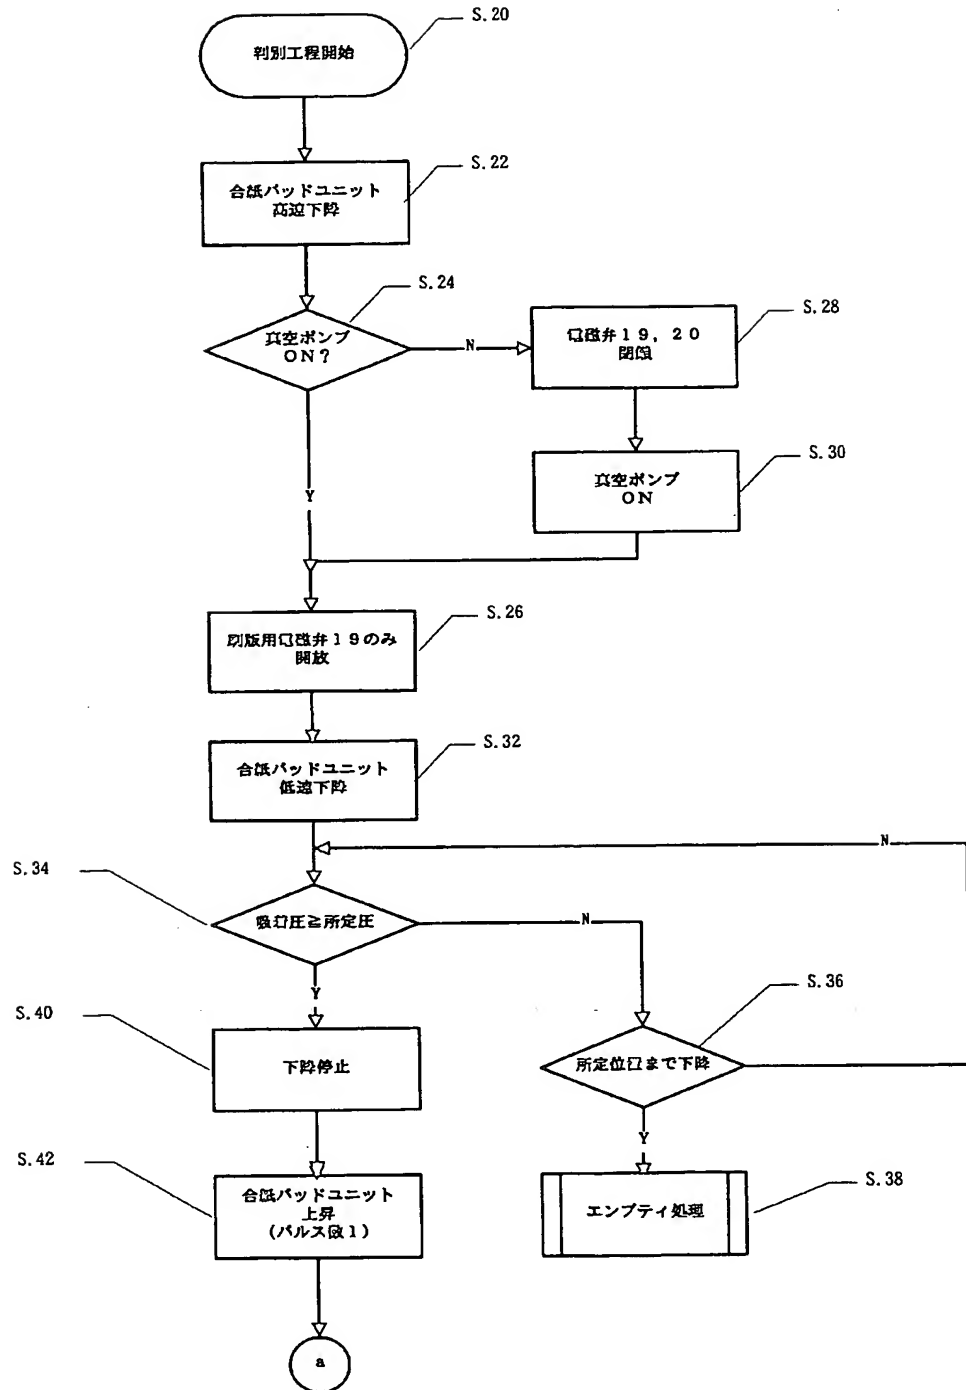 S.20
判別工程開始
S.22
合紙パッドユニット
高速下降
S.24
真空ポンプ
ON?
N
S.28
電磁弁19,20
閉鎖
S.30
真空ポンプ
ON
Y
S.26
刷版用電磁弁19のみ
開放
S.32
合紙パッドユニット
低速下降
N
S.34
吸着圧≧所定圧
N
Y
S.36
所定位置まで下降
S.40
下降停止
Y
S.42
合紙パッドユニット
上昇
(パルス数1)
S.38
エンプティ処理
a